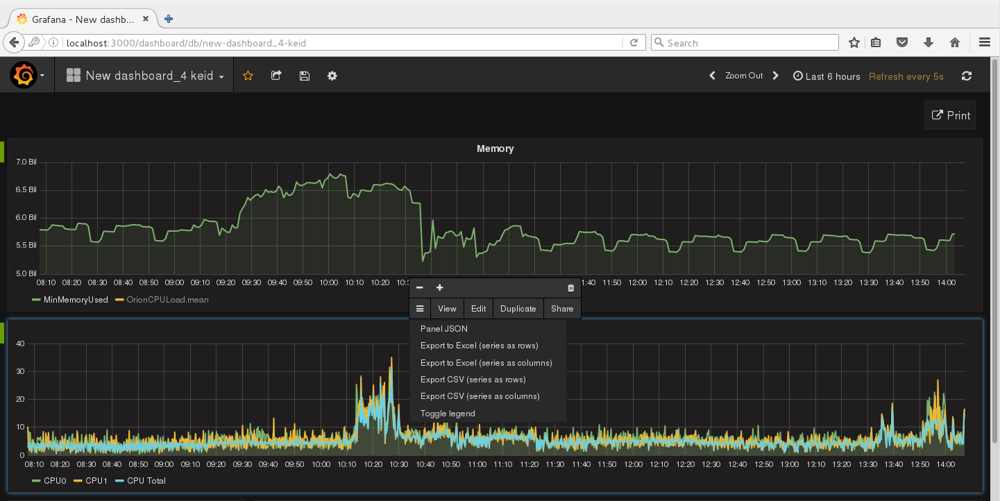 Grafana - New dashb...
localhost:3000/dashboard/db/new-dashboard_4-keid
Search
New dashboard_4 keid
Zoom Out
Last 6 hours
Refresh every 5s
Print
Memory
7.0 Bil
6.5 Bil
6.0 Bil
5.5 Bil
5.0 Bil
08:10 08:20 08:30 08:40 08:50 09:00 09:10 09:20 09:30 09:40 09:50 10:00 10:10 10:20 :40 11:50 12:00 12:10 12:20 12:30 12:40 12:50 13:00 13:10 13:20 13:30 13:40 13:50 14:00
MinMemoryUsed OrionCPULoad.mean
View Edit Duplicate Share
Panel JSON
Export to Excel (series as rows)
Export to Excel (series as columns)
Export CSV (series as rows)
Export CSV (series as columns)
Toggle legend
40
30
20
10
0
08:10 08:20 08:30 08:40 08:50 09:00 09:10 09:20 09:30 09:40 09:50 10:00 10:10 10:20 10:30 10:40 10:50 11:00 11:10 11:20 11:30 11:40 11:50 12:00 12:10 12:20 12:30 12:40 12:50 13:00 13:10 13:20 13:30 13:40 13:50 14:00
CPU0 CPU1 CPU Total